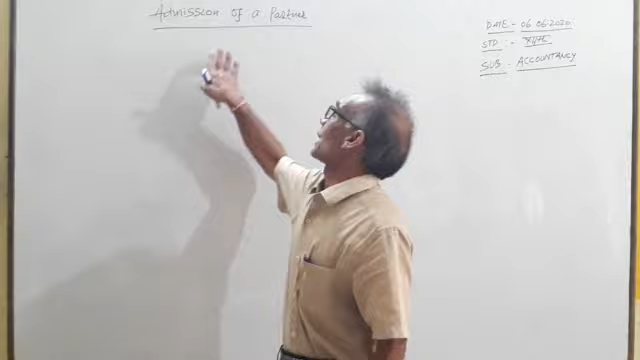 Admission of a Partner
DATE - 06 06 2020
STD :-
SUB - ACCOUNTANCY